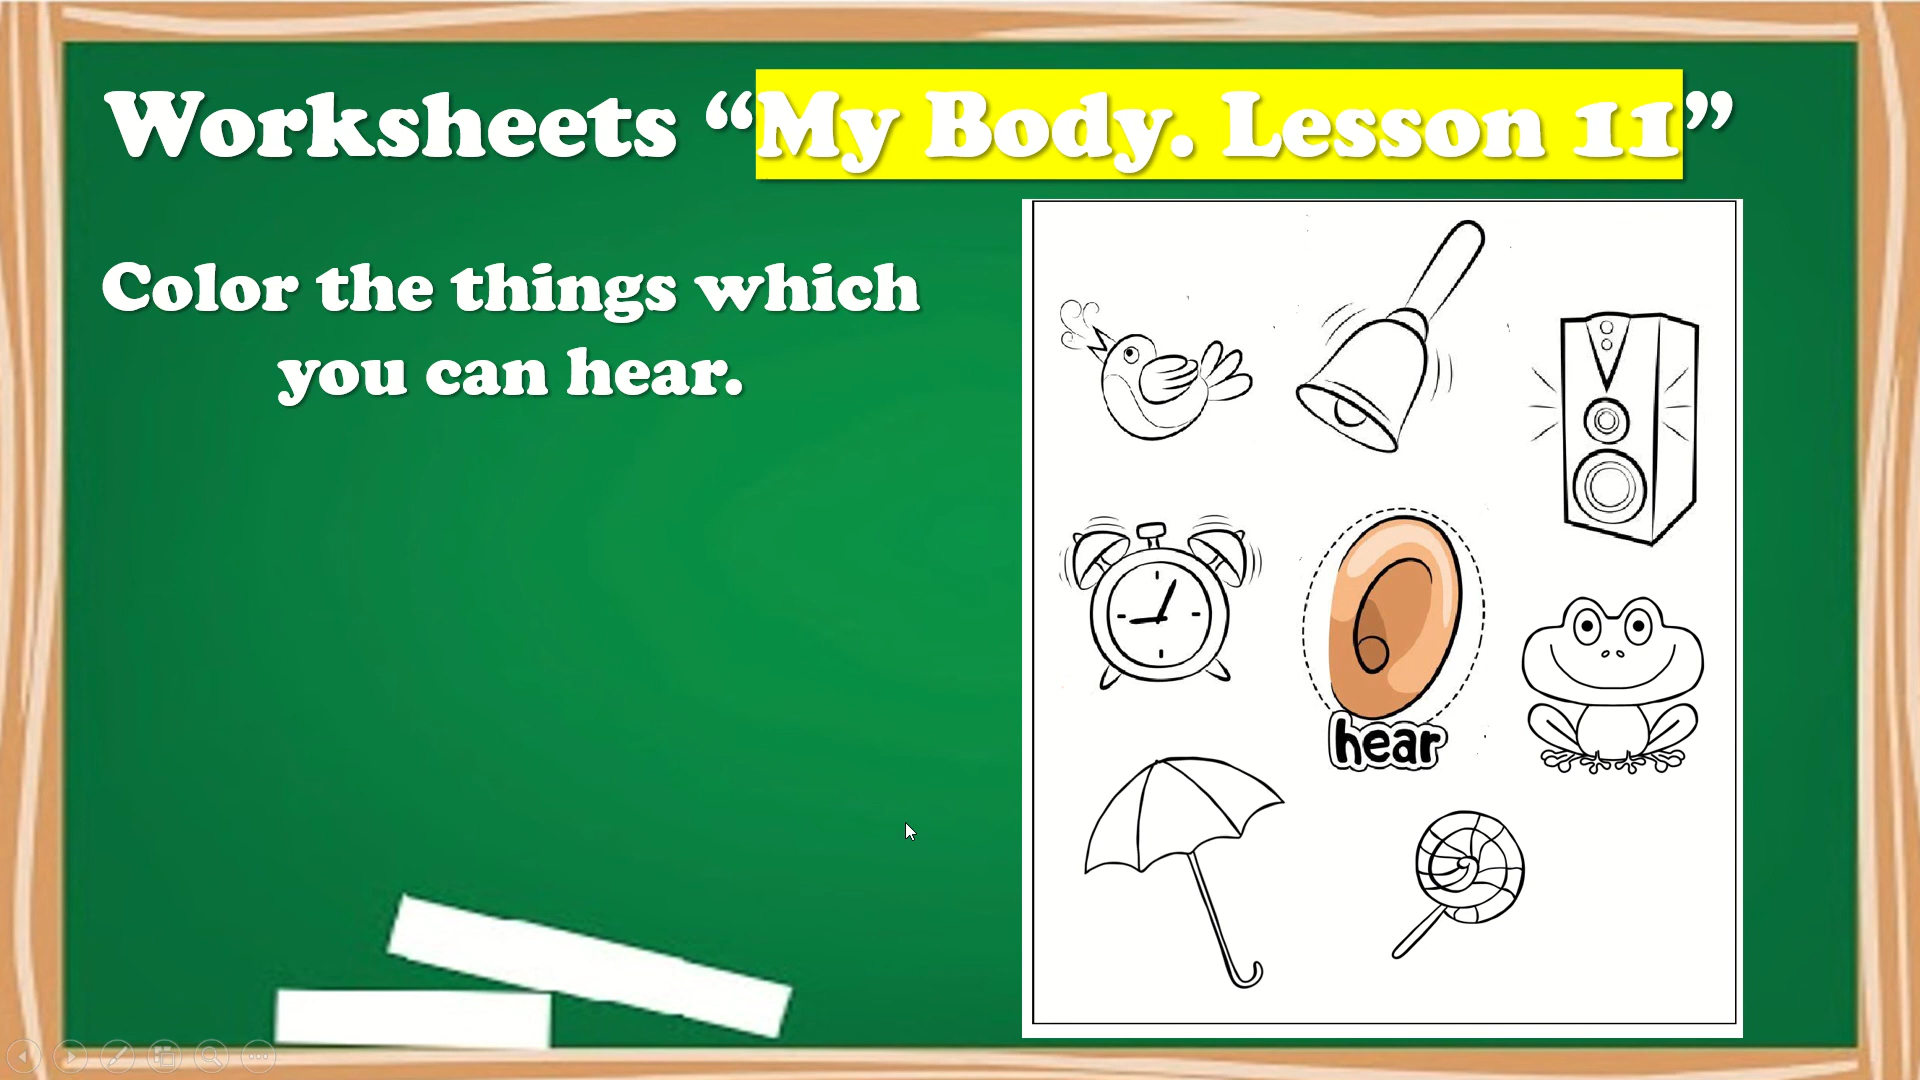 Worksheets “My Body. Lesson 11”
Color the things which
you can hear.
hear